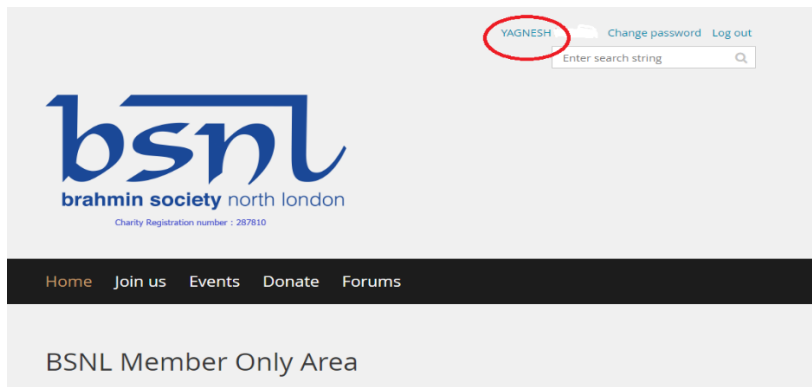 YAGNESH Change password Log out
Enter search string
bsnl
brahmin society north london
Charity Registration number : 287810
Home Join us Events Donate Forums
BSNL Member Only Area